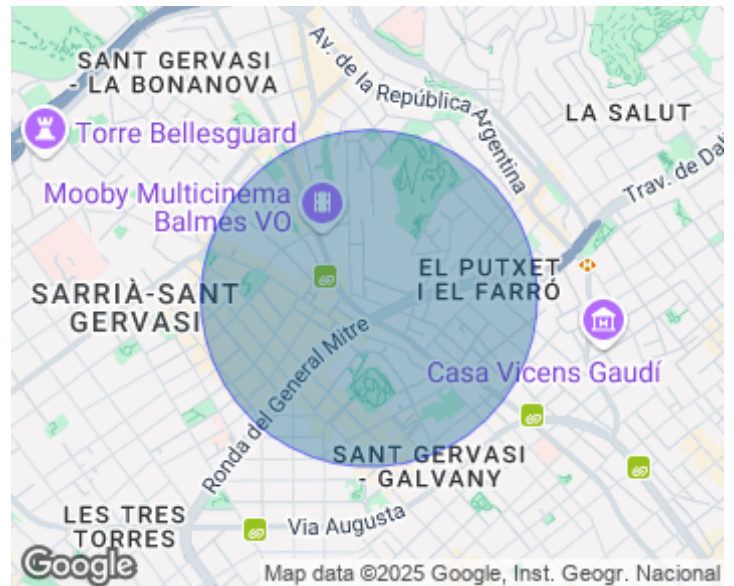 SANT GERVASI
- LA BONANOVA
Av. de la República Argentina
LA SALUT
Torre Bellesguard
Trav. de Dal
Mooby Multicinema
Balmes VO
EL PUTXET
I EL FARRÓ
SARRIÀ-SANT
GERVASI
Ronda del General Mitre
Casa Vicens Gaudí
SANT GERVASI
- GALVANY
LES TRES
TORRES
Via Augusta
Google
Map data ©2025 Google, Inst. Geogr. Nacional